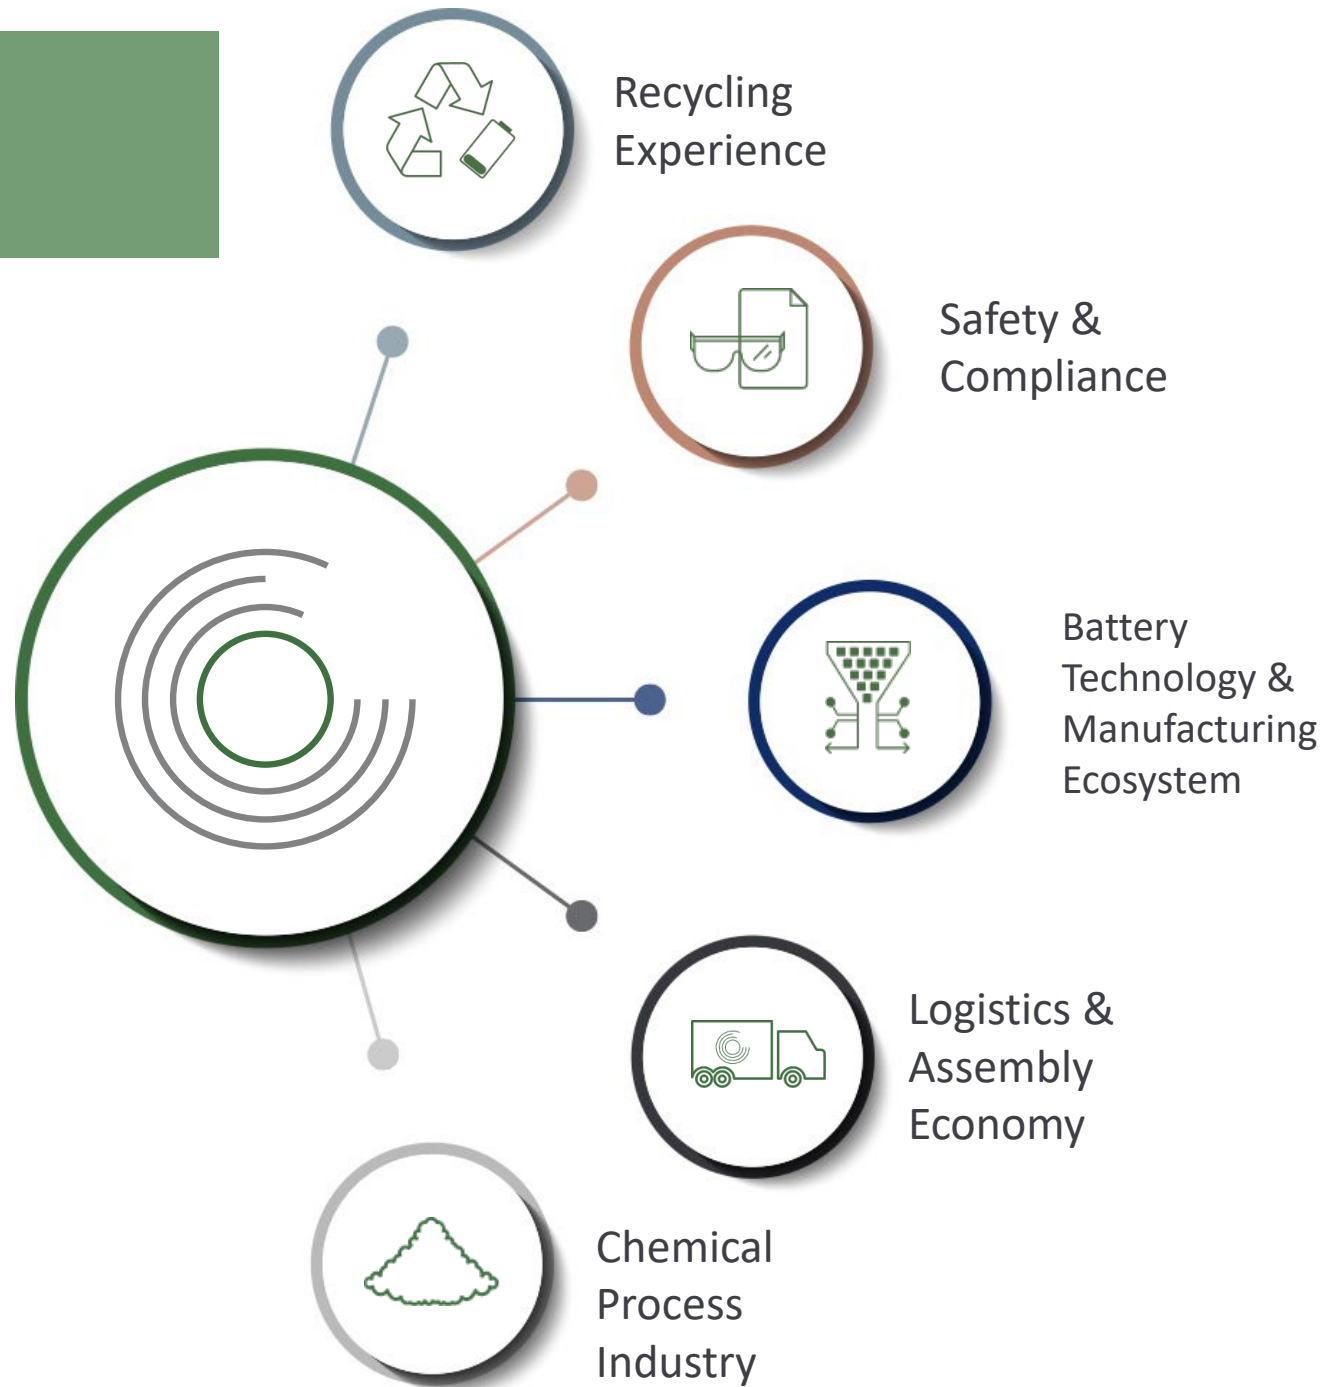 Recycling
Experience
Safety &
Compliance
Battery
Technology &
Manufacturing
Ecosystem
Logistics &
Assembly
Economy
Chemical
Process
Industry